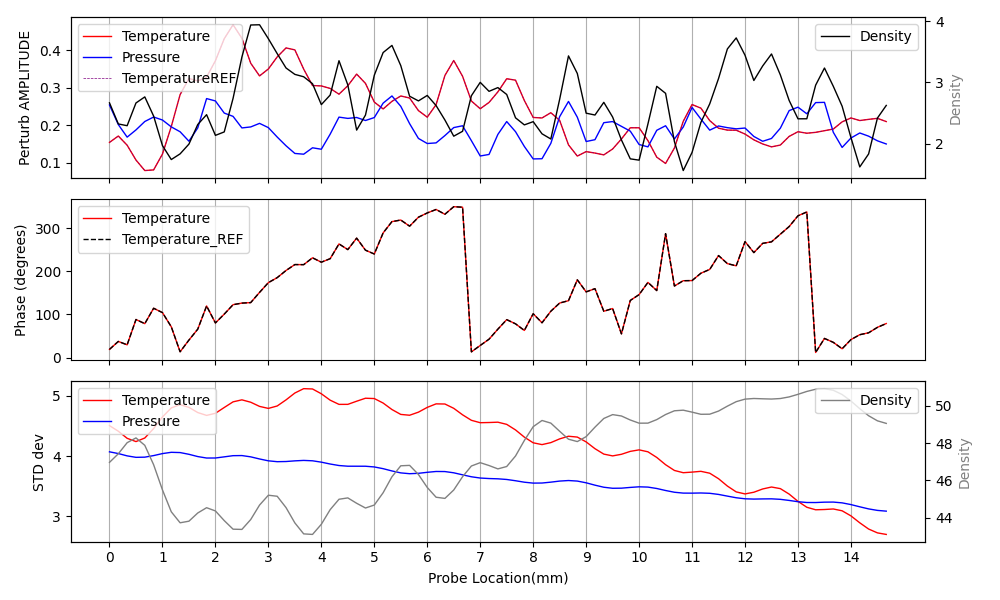 Temperature
Pressure
TemperatureREF
Density
Perturb AMPLITUDE
0.4
0.3
0.2
0.1
4
3
2
Density
Temperature
Temperature_REF
Phase (degrees)
300
200
100
0
Temperature
Pressure
Density
STD dev
5
4
3
50
48
46
44
Density
0 1 2 3 4 5 6 7 8 9 10 11 12 13 14
Probe Location(mm)